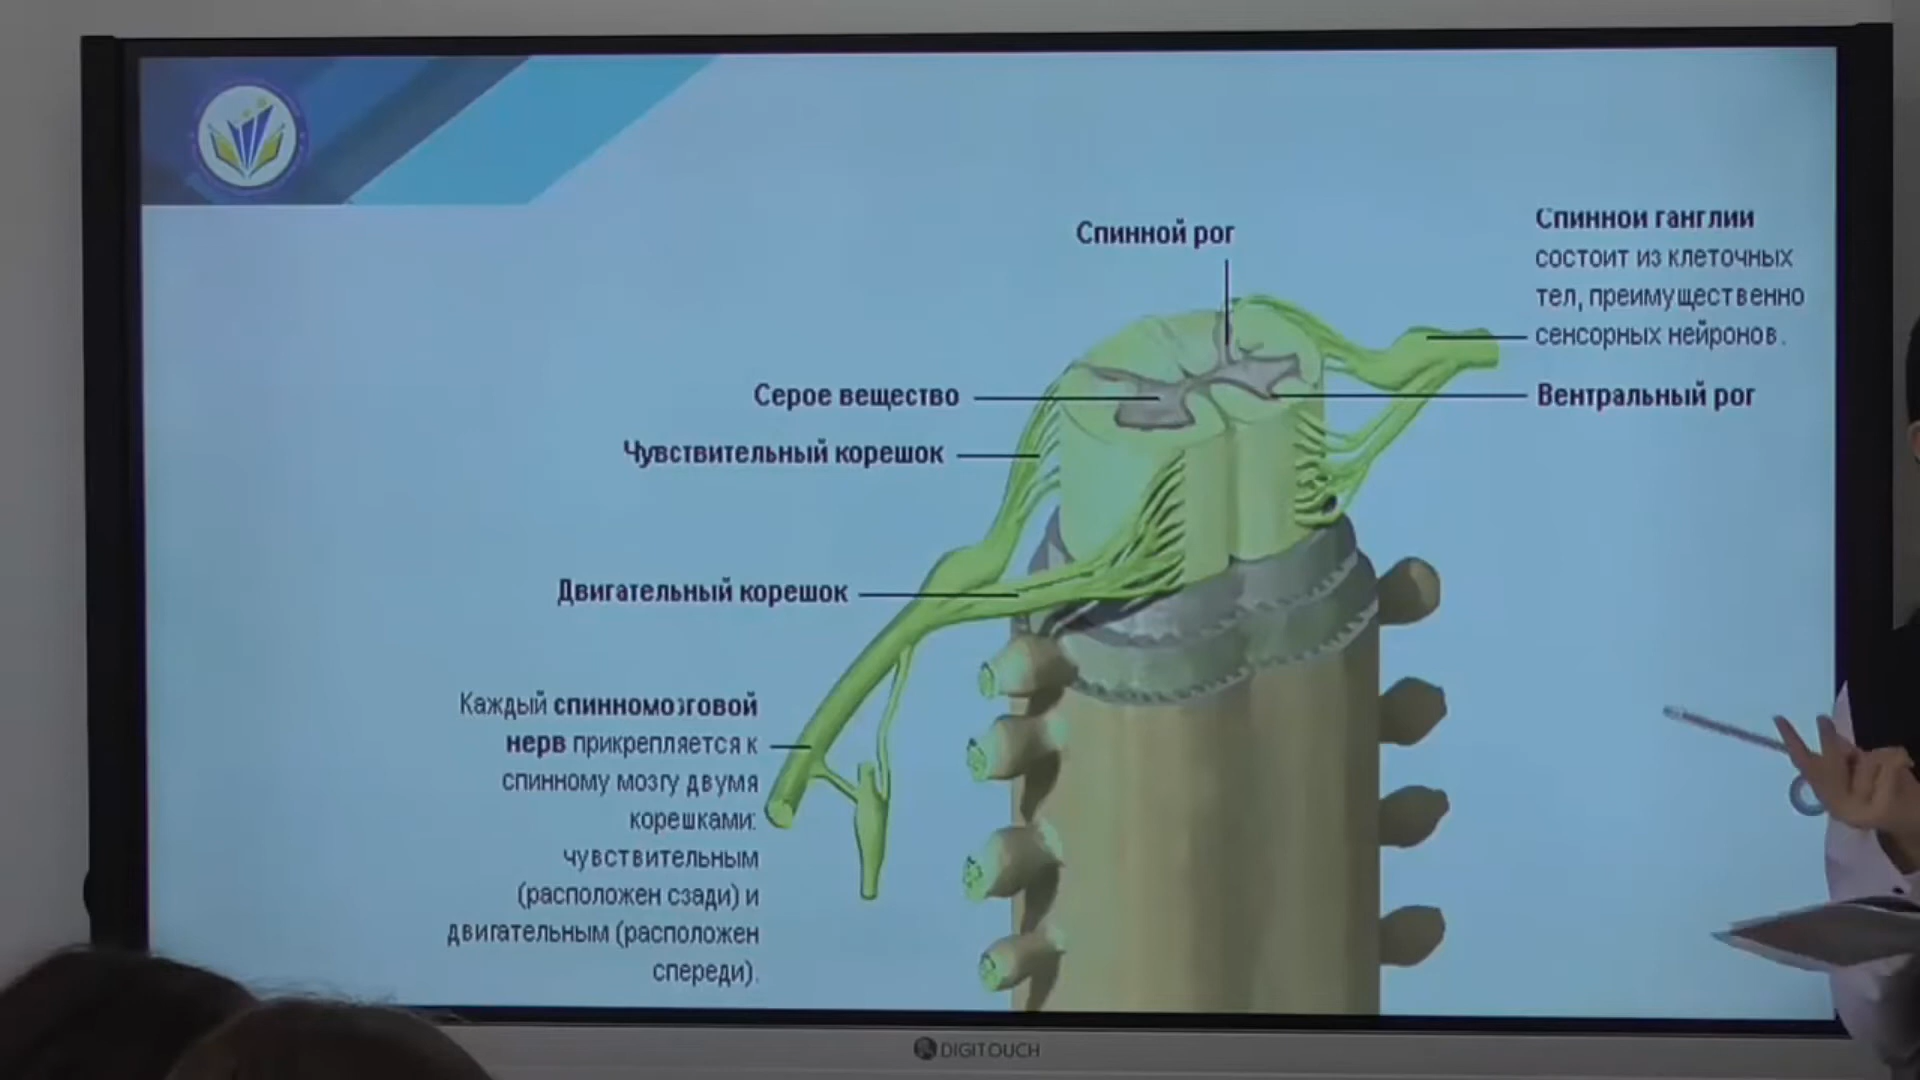 Спинной рог
Спинной ганглии
состоит из клеточных
тел, преимущественно
сенсорных нейронов.
Серое вещество
Вентральный рог
Чувствительный корешок
Двигательный корешок
Каждый спинномозговой
нерв прикрепляется к
спинному мозгу двумя
корешками:
чувствительным
(расположен сзади) и
двигательным (расположен
спереди).
DIGITOUCH